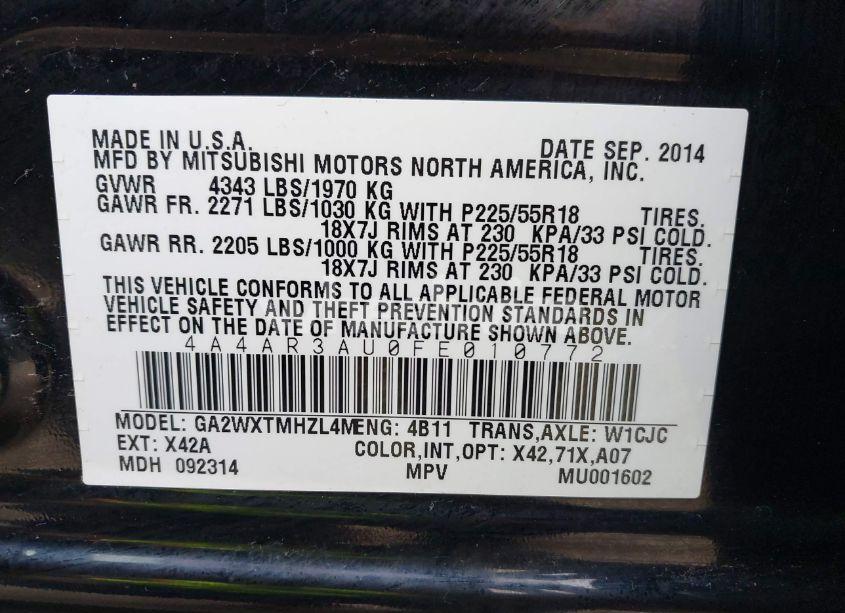 MADE IN U.S.A. DATE SEP. 2014
MFD BY MITSUBISHI MOTORS NORTH AMERICA, INC.
GVWR 4343 LBS/1970 KG
GAWR FR. 2271 LBS/1030 KG WITH P225/55R18 TIRES.
18X7J RIMS AT 230 KPA/33 PSI COLD.
GAWR RR. 2205 LBS/1000 KG WITH P225/55R18 TIRES.
18X7J RIMS AT 230 KPA/33 PSI COLD.
THIS VEHICLE CONFORMS TO ALL APPLICABLE FEDERAL MOTOR
VEHICLE SAFETY AND THEFT PREVENTION STANDARDS IN
EFFECT ON THE DATE OF MANUFACTURE SHOWN ABOVE.
4A4AR3AU0FE010772
MODEL: GA2WXTMHZL4MENG: 4B11 TRANS,AXLE: W1CJC
EXT: X42A COLOR,INT,OPT: X42,71X,A07
MDH 092314 MPV MU001602